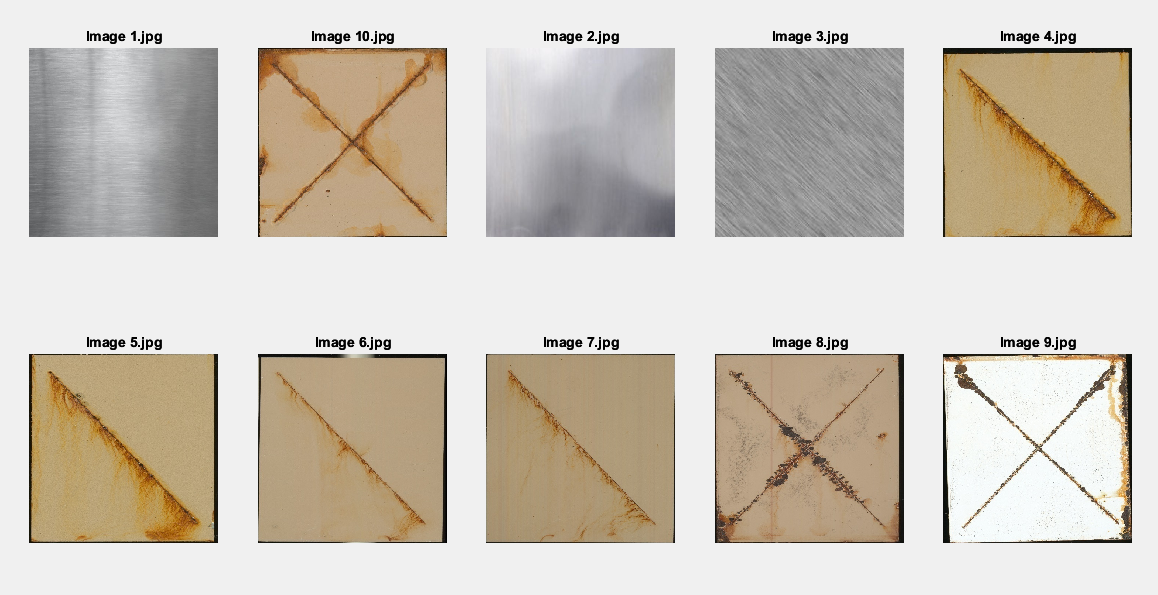 Image 1.jpg
Image 10.jpg
Image 2.jpg
Image 3.jpg
Image 4.jpg
Image 5.jpg
Image 6.jpg
Image 7.jpg
Image 8.jpg
Image 9.jpg